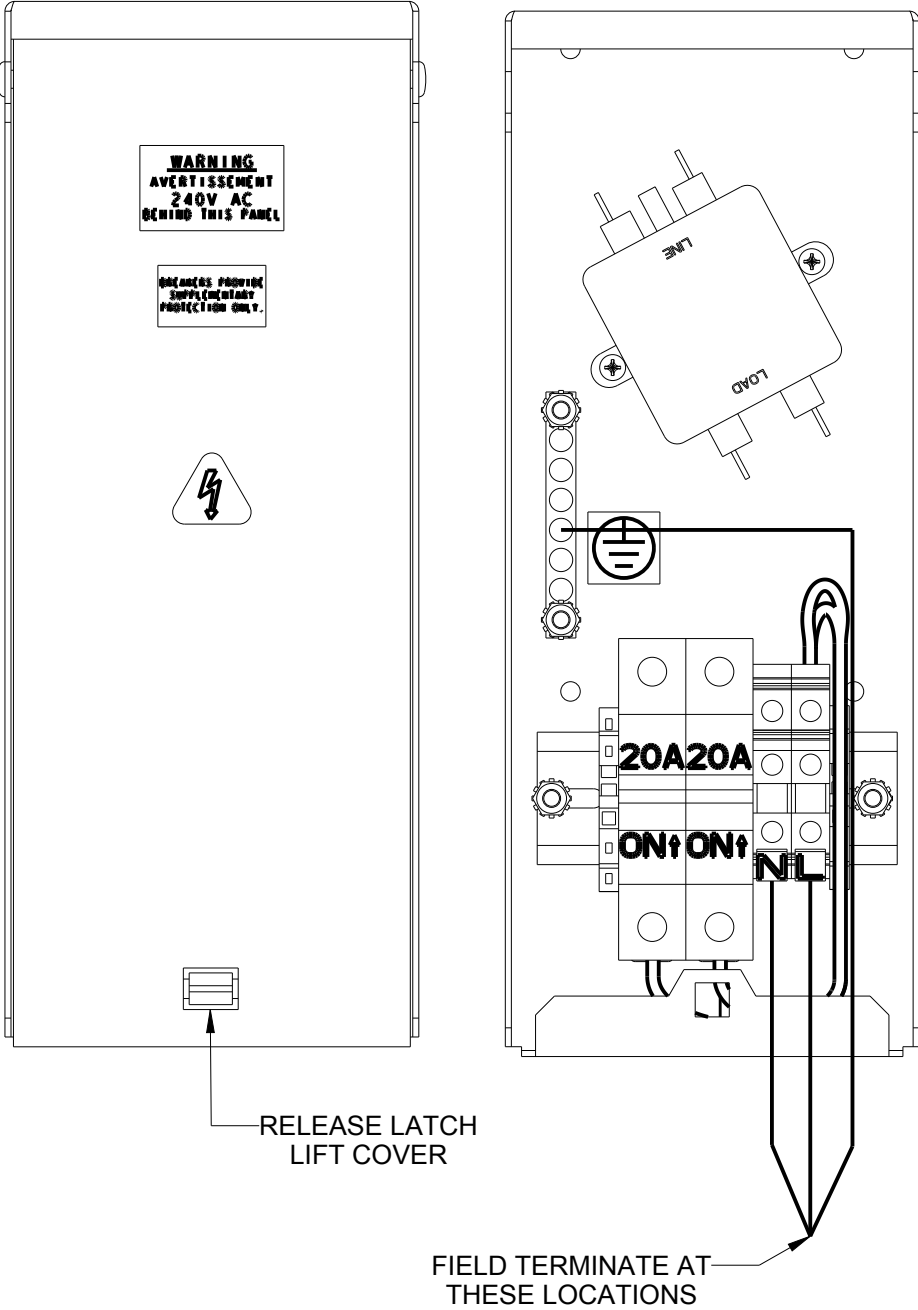 WARNING
AVERTISSEMENT
240V AC
BEHIND THIS PANEL
BREAKERS PROVIDE
SUPPLEMENTARY
PROTECTION ONLY.
RELEASE LATCH
LIFT COVER
LINE
LOAD
20A 20A
ON↑ ON↑
N L
FIELD TERMINATE AT
THESE LOCATIONS